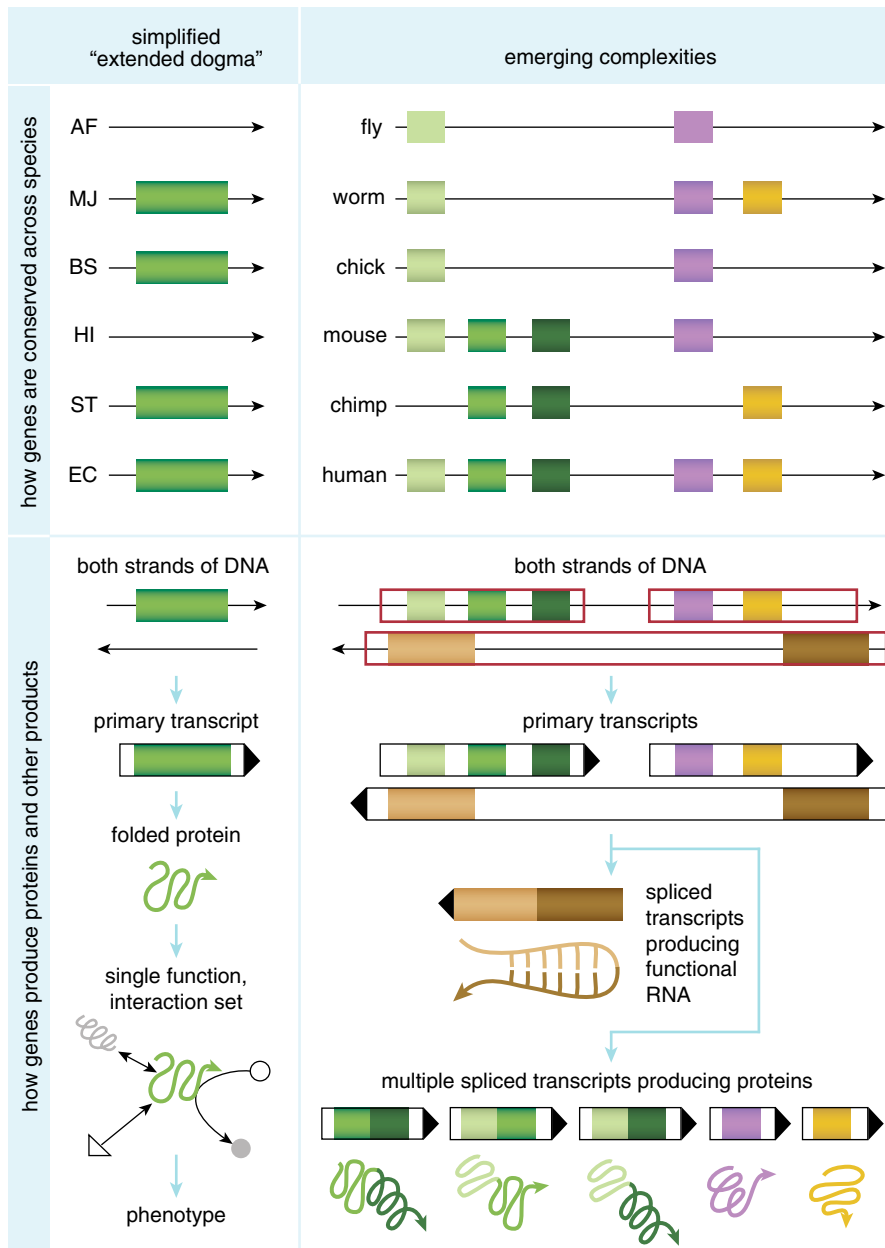 simplified
“extended dogma”
emerging complexities
how genes are conserved across species
AF
MJ
BS
HI
ST
EC
fly
worm
chick
mouse
chimp
human
how genes produce proteins and other products
both strands of DNA
primary transcript
folded protein
single function,
interaction set
phenotype
both strands of DNA
primary transcripts
spliced
transcripts
producing
functional
RNA
multiple spliced transcripts producing proteins